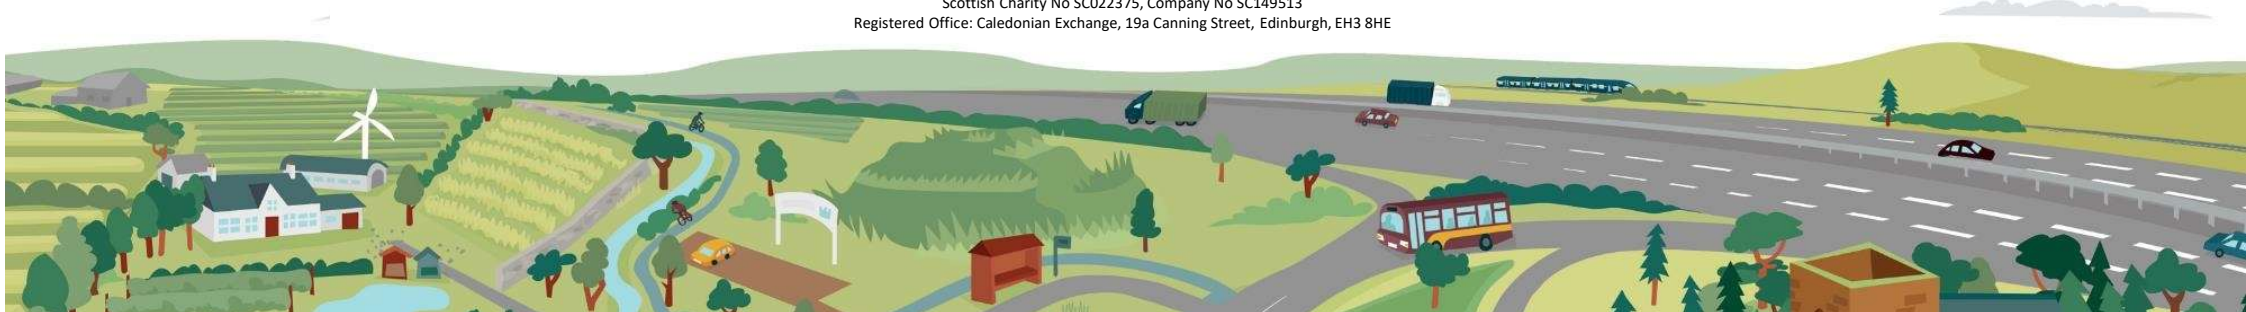 Scottish Charity No SC022375, Company No SC149513
Registered Office: Caledonian Exchange, 19a Canning Street, Edinburgh, EH3 8HE